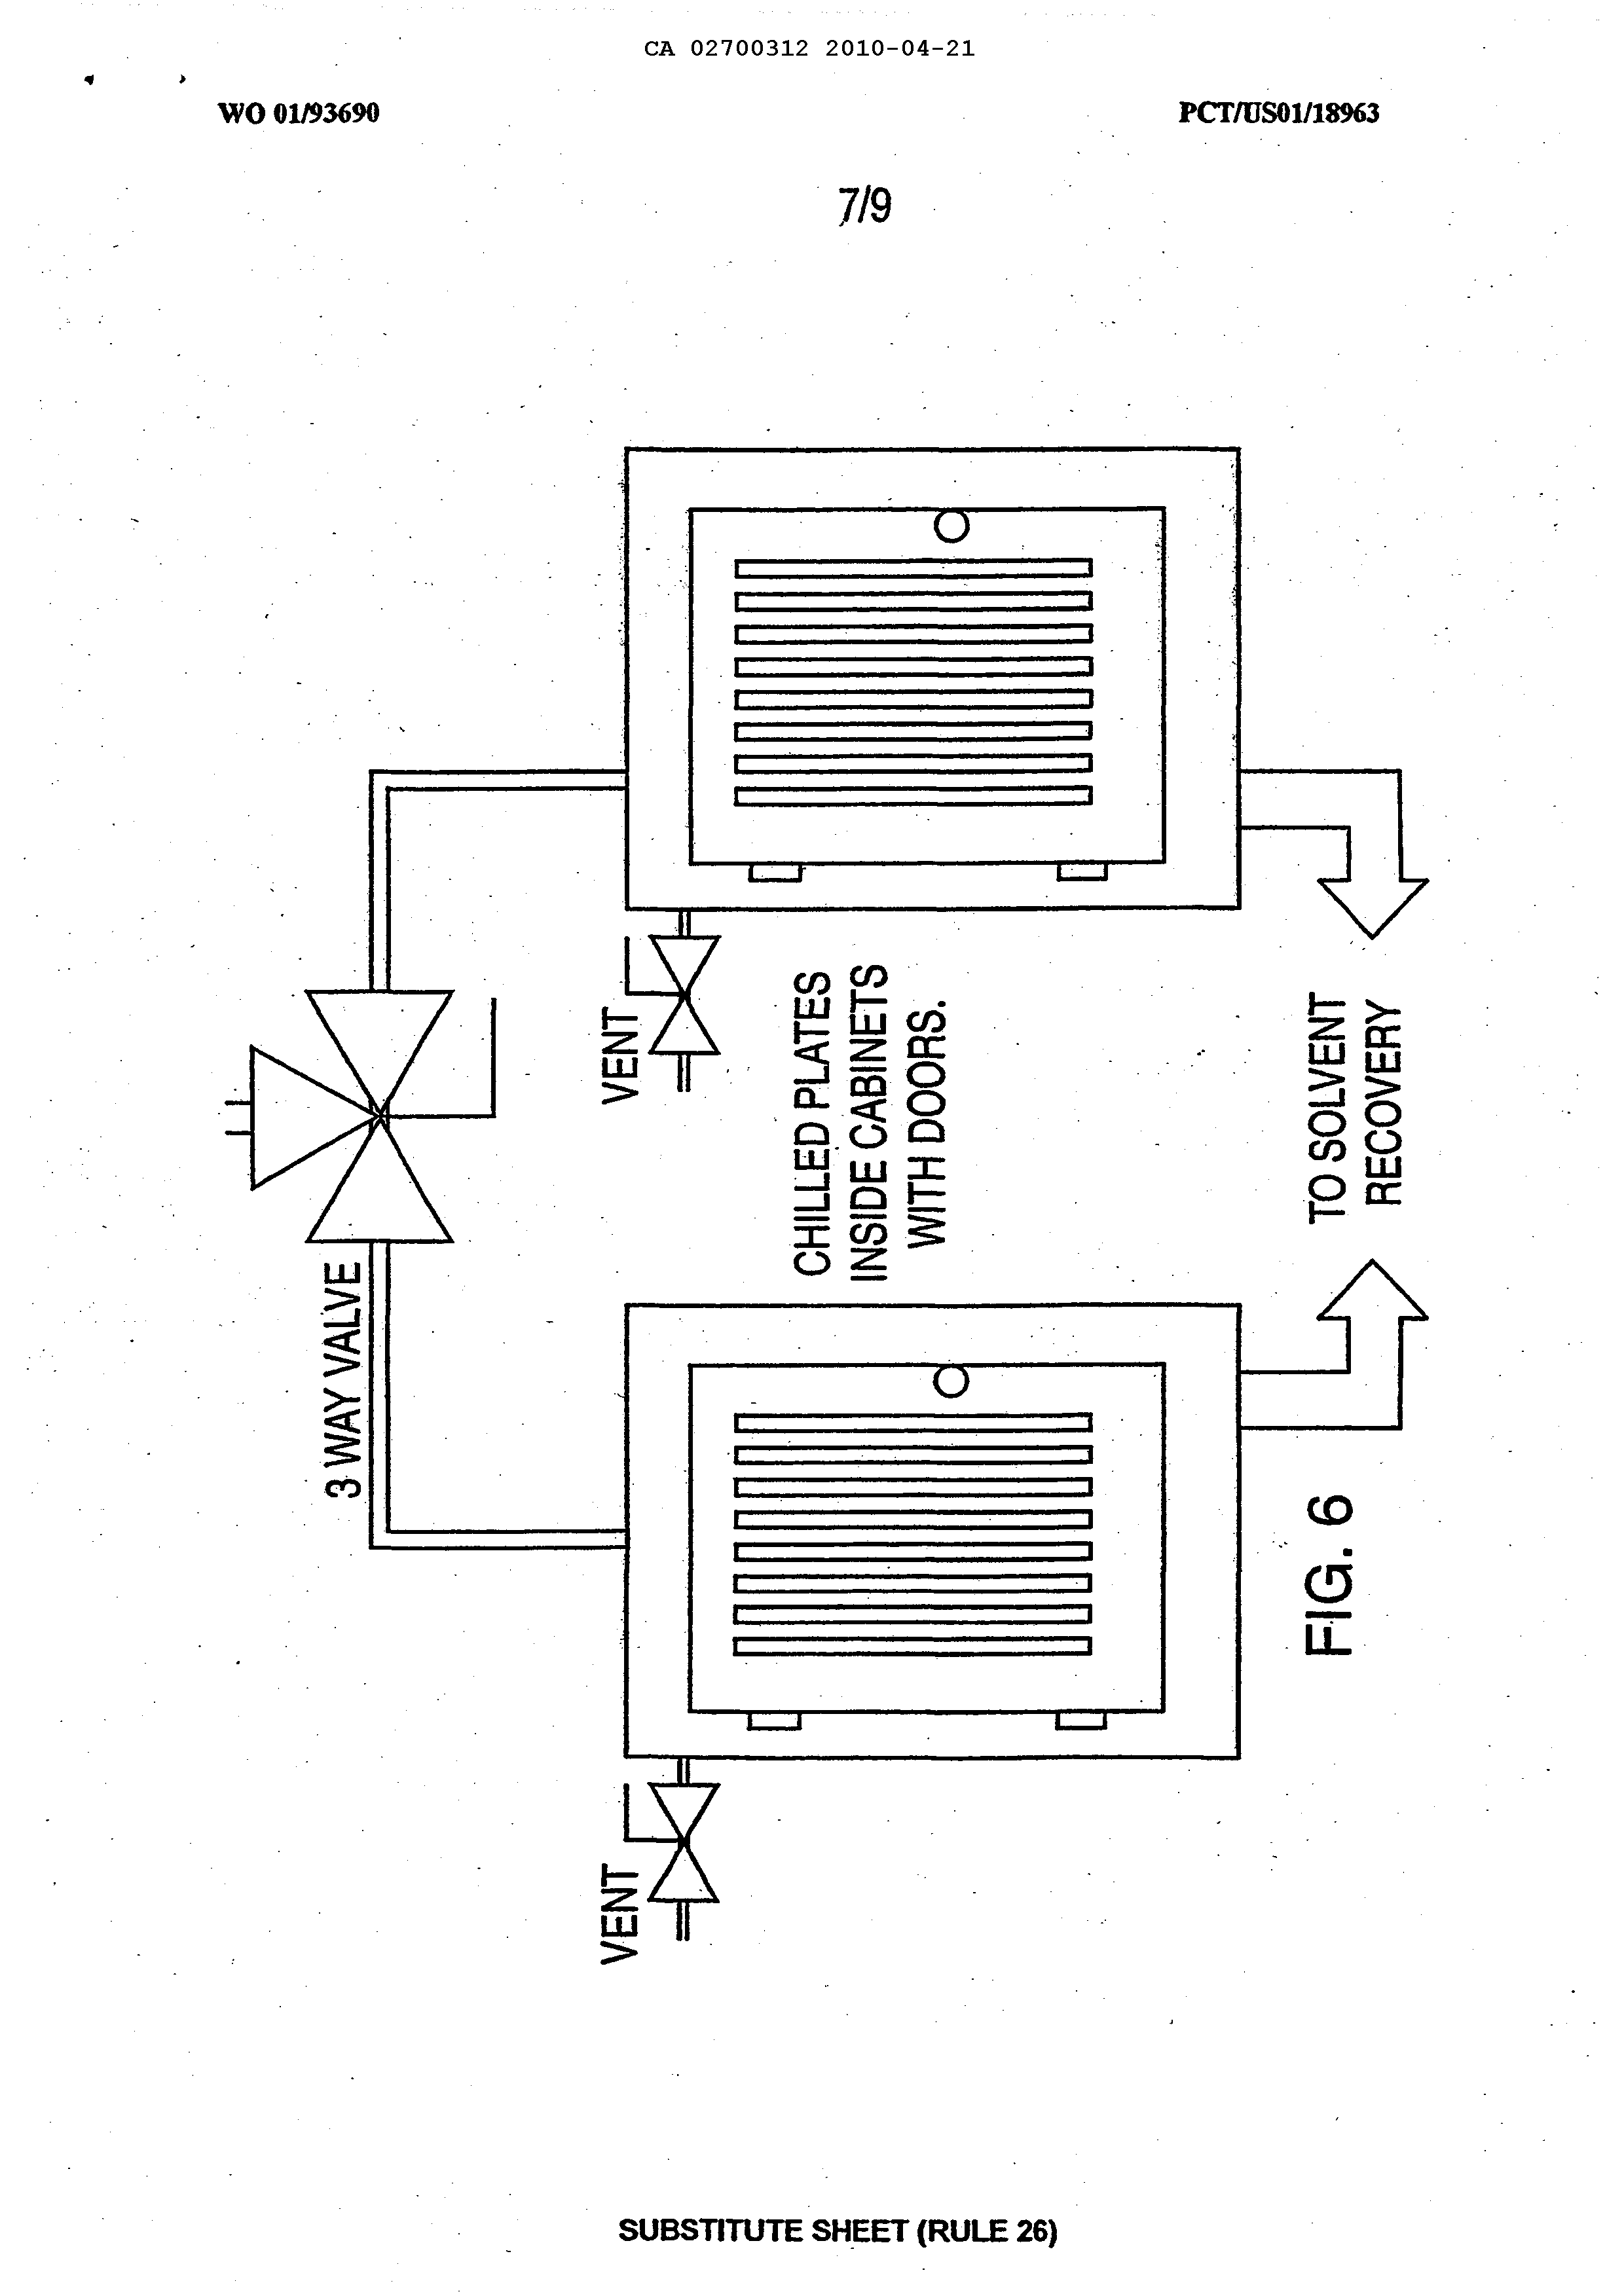 CA 02700312 2010-04-21
WO 01/93690
PCT/US01/18963
7/9
3 WAY VALVE
VENT
VENT
CHILLED PLATES
INSIDE CABINETS
WITH DOORS.
TO SOLVENT
RECOVERY
FIG. 6
SUBSTITUTE SHEET (RULE 26)